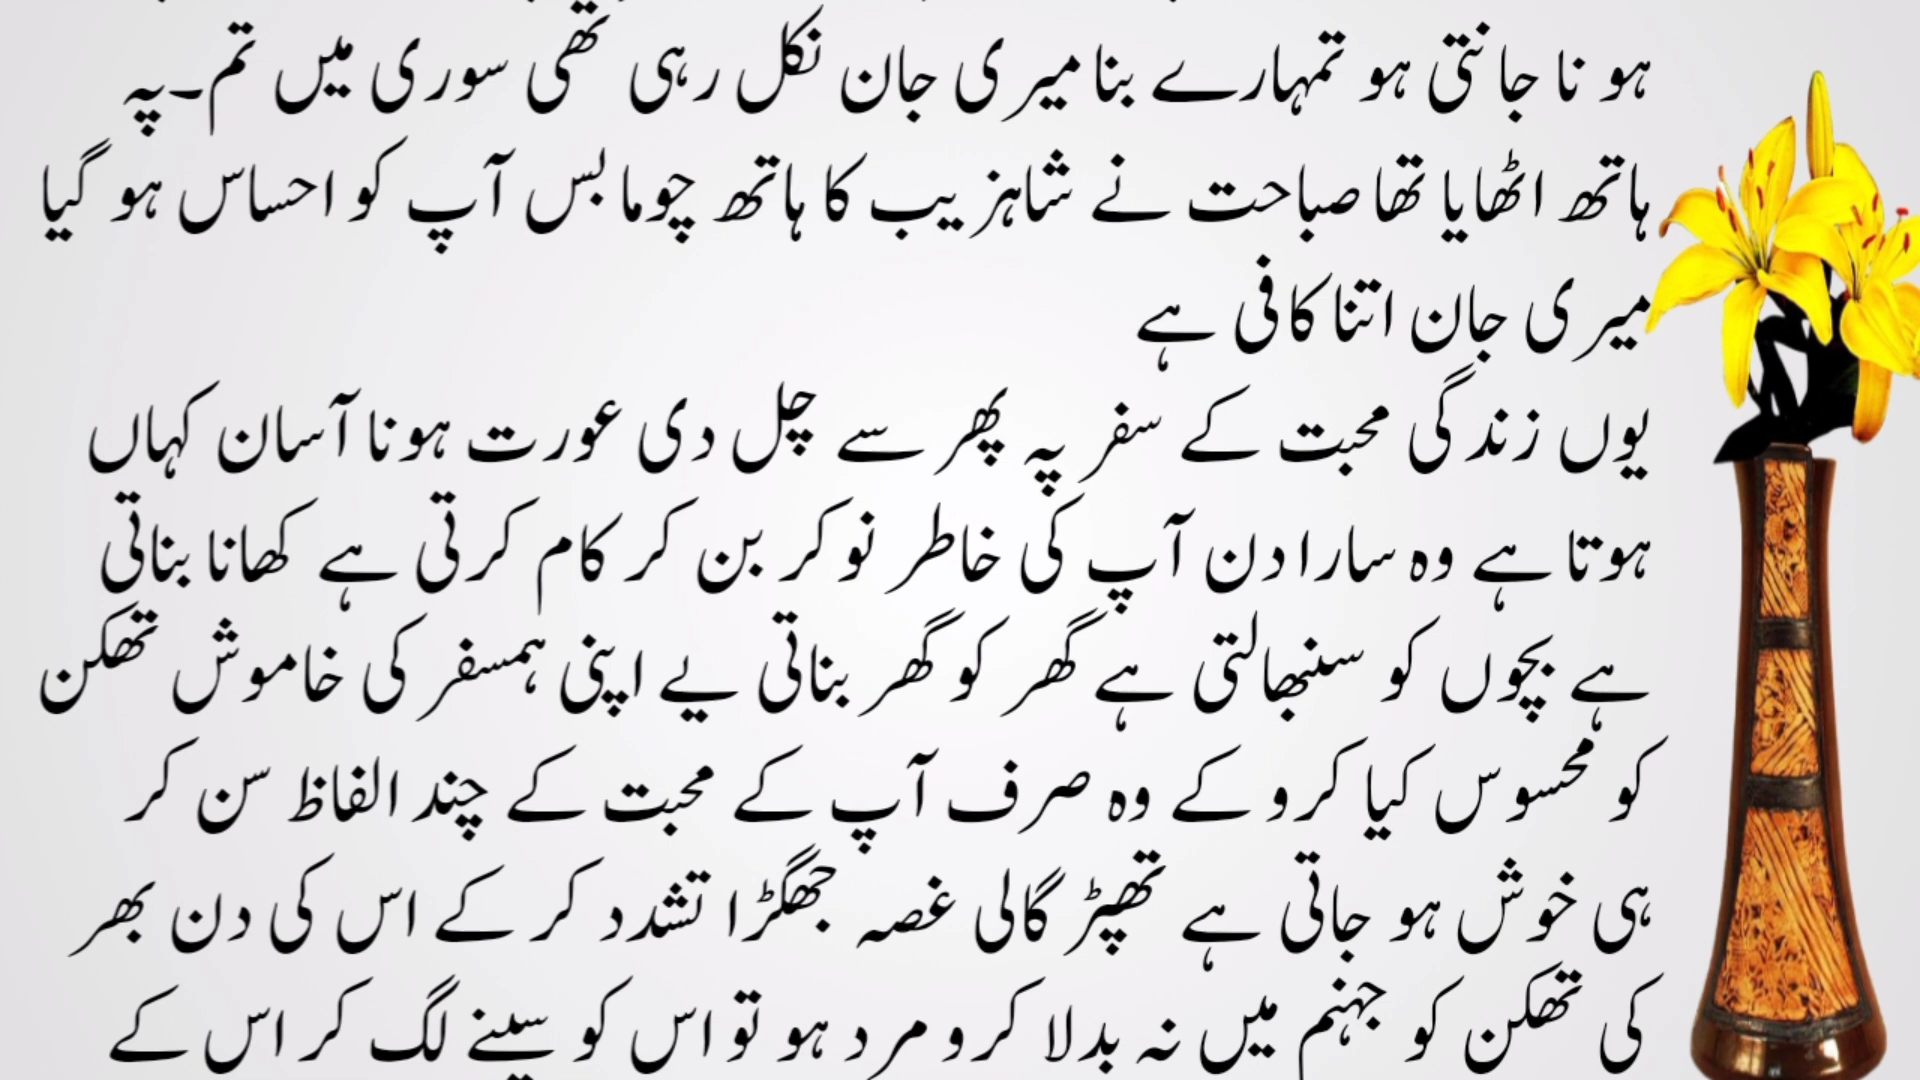 ہو نا جانتی ہو تمہارے بنا میری جان نکل رہی تھی سوری میں تم۔پہ
ہاتھ اٹھایا تھا صباحت نے شاہزیب کا ہاتھ چوما بس آپ کو احساس ہو گیا
میری جان اتنا کافی ہے
یوں زندگی محبت کے سفر پہ پھر سے چل دی عورت ہونا آسان کہاں
ہوتا ہے وہ سارا دن آپ کی خاطر نوکر بن کر کام کرتی ہے کھانا بناتی
ہے بچوں کو سنبھالتی ہے گھر کو گھر بناتی یے اپنی ہمسفر کی خاموش تھکن
کو محسوس کیا کرو کے وہ صرف آپ کے محبت کے چند الفاظ سن کر
ہی خوش ہو جاتی ہے تھپڑ گالی غصہ جھگڑا تشدد کر کے اس کی دن بھر
کی تھکن کو جہنم میں نہ بدلا کرو مرد ہو تو اس کو سینے لگ کر اس کے